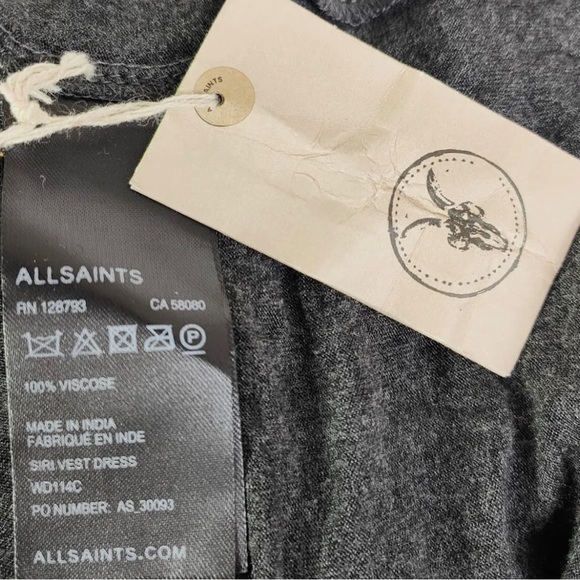 ALLSAINTS
RN 128793 CA 58080
100% VISCOSE
MADE IN INDIA
FABRIQUÉ EN INDE
SIRI VEST DRESS
WD114C
PO NUMBER: AS_30093
ALLSAINTS.COM